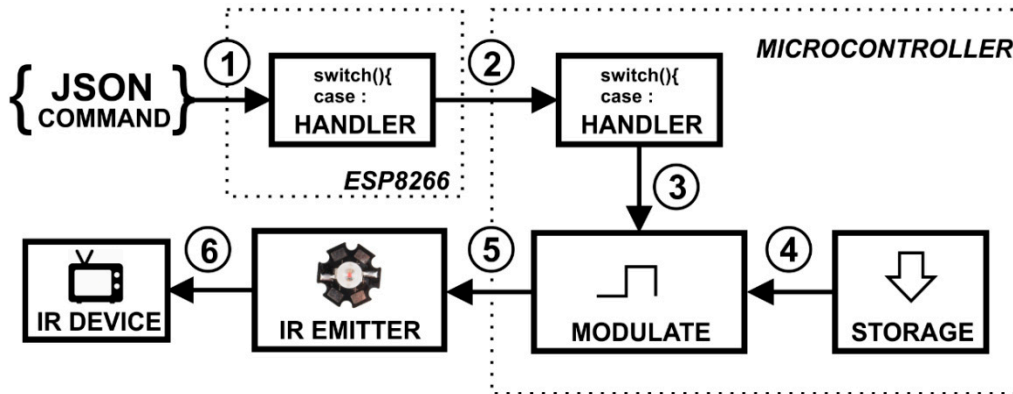 1
2
MICROCONTROLLER
{ JSON
COMMAND }
switch(){
case :
HANDLER
switch(){
case :
HANDLER
ESP8266
3
6
5
4
IR DEVICE
IR EMITTER
MODULATE
STORAGE